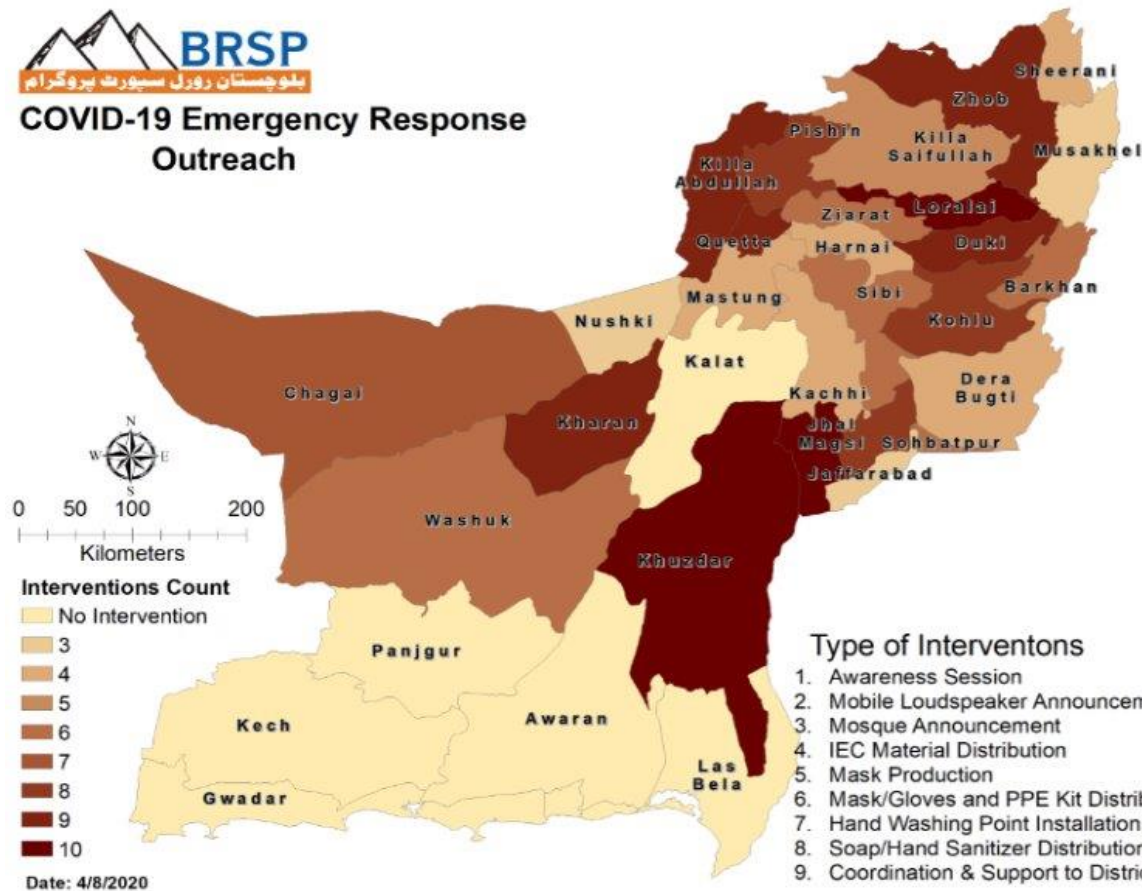 BRSP
بلوچستان رورل سپورٹ پروگرام
COVID-19 Emergency Response
Outreach
Sheerani
Zhob
Pishin
Killa
Saifullah
Musakhel
Killa
Abdullah
Loralai
Ziarat
Quetta
Harnai
Duki
Barkhan
Sibi
Mastung
Nushki
Kohlu
Kalat
Chagai
Kachhi
Dera
Bugti
Kharan
Jhal
Magsi
Sohbatpur
Jaffarabad
N
W E
S
Washuk
Khuzdar
0 50 100 200
Kilometers
Interventions Count
No Intervention
3
4
5
6
7
8
9
10
Panjgur
Kech
Awaran
Gwadar
Las
Bela
Type of Interventons
1. Awareness Session
2. Mobile Loudspeaker Announcem
3. Mosque Announcement
4. IEC Material Distribution
5. Mask Production
6. Mask/Gloves and PPE Kit Distrib
7. Hand Washing Point Installation
8. Soap/Hand Sanitizer Distribution
9. Coordination & Support to Distric
Date: 4/8/2020